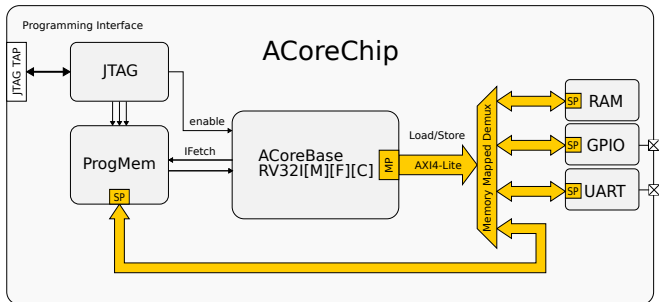 Programming Interface
ACoreChip
JTAG TAP
JTAG
enable
ProgMem
SP
IFetch
ACoreBase
RV32I[M][F][C]
MP
Load/Store
AXI4-Lite
Memory Mapped Demux
SP
RAM
SP
GPIO
SP
UART